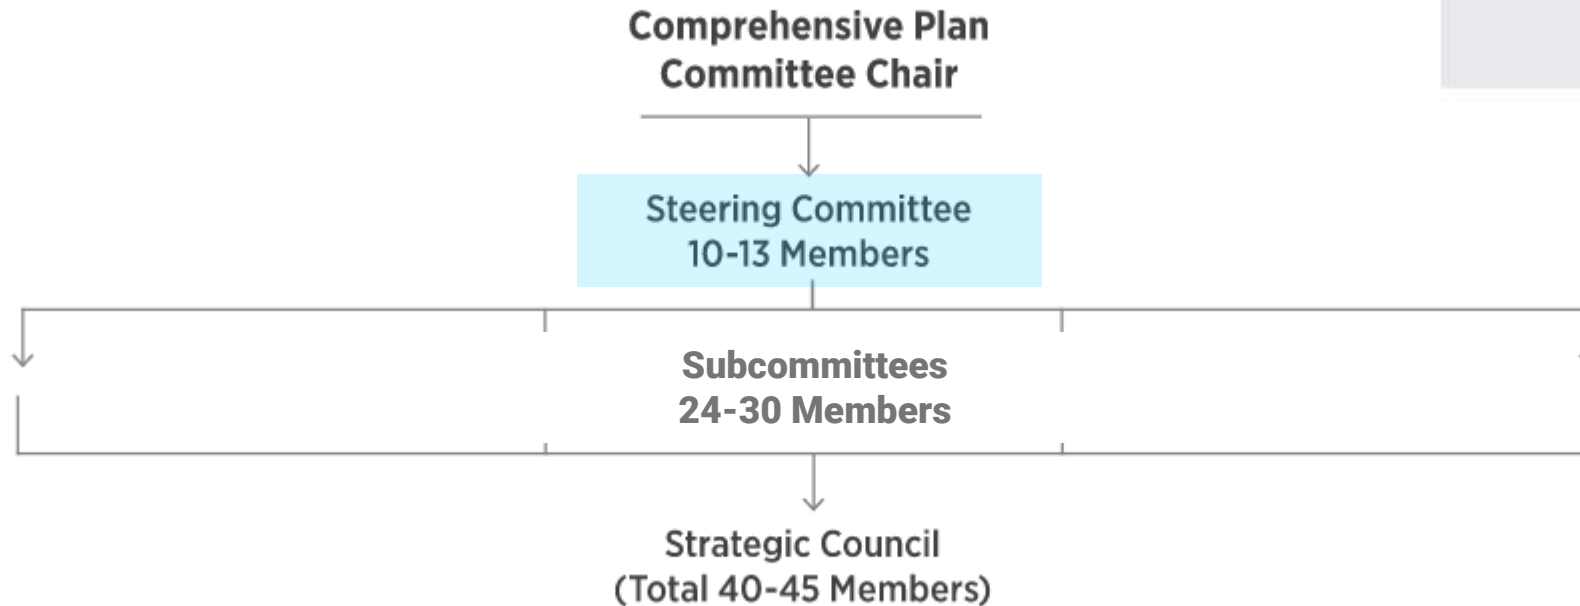 Comprehensive Plan
Committee Chair
Steering Committee
10-13 Members
Subcommittees
24-30 Members
Strategic Council
(Total 40-45 Members)